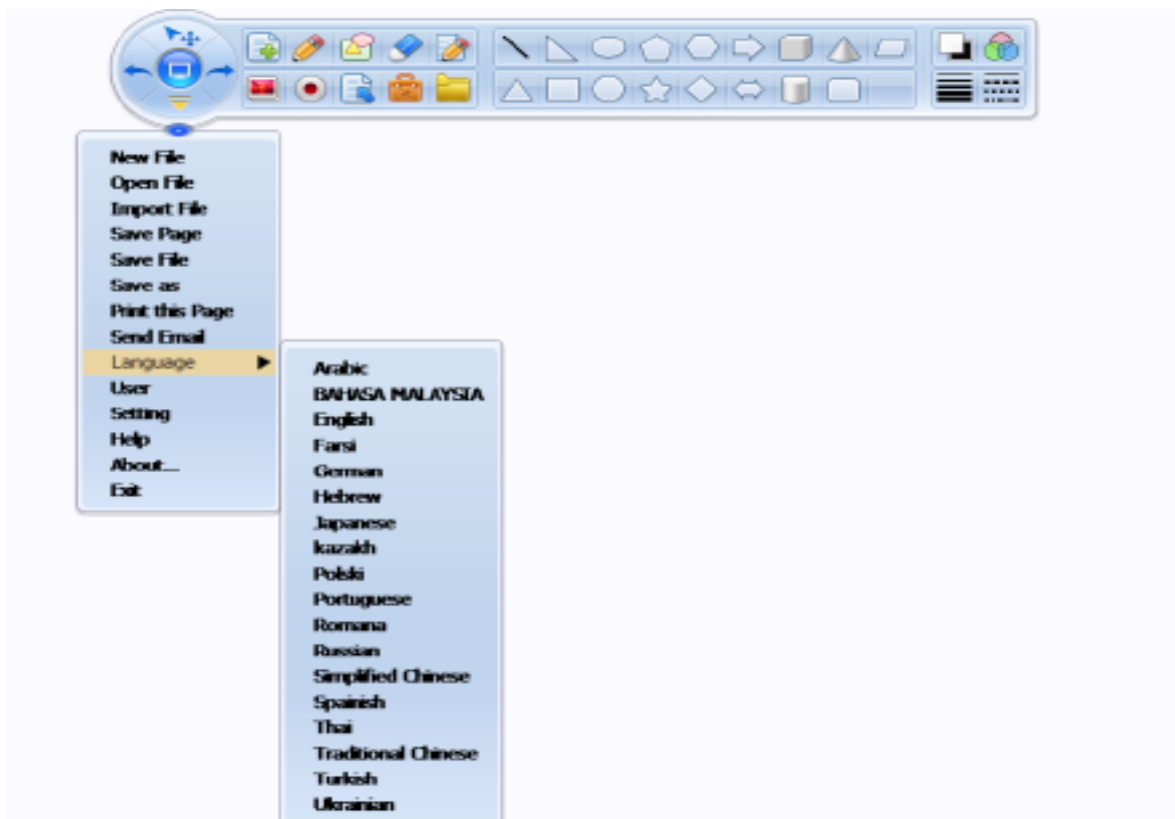 New File
Open File
Import File
Save Page
Save File
Save as
Print this Page
Send Email
Language
User
Setting
Help
About...
Exit
Arabic
BAHASA MALAYSIA
English
Farsi
German
Hebrew
Japanese
kazakh
Polski
Portuguese
Romana
Russian
Simplified Chinese
Spainish
Thai
Traditional Chinese
Turkish
Ukrainian